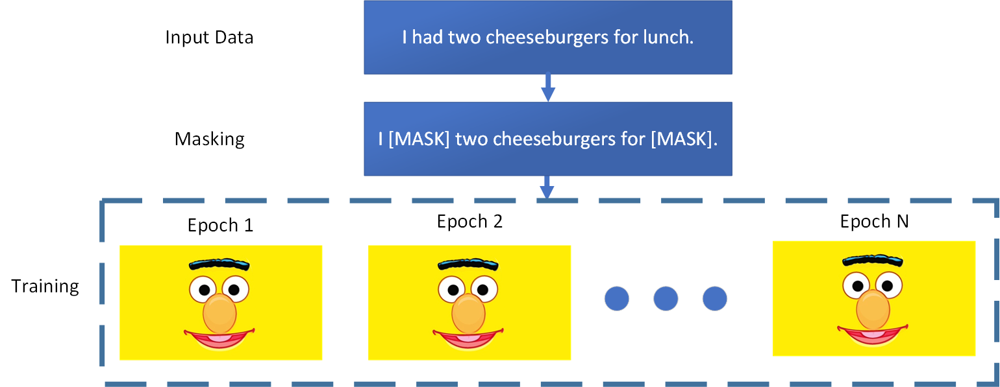 Input Data
I had two cheeseburgers for lunch.
Masking
I [MASK] two cheeseburgers for [MASK].
Epoch 1
Epoch 2
Epoch N
Training